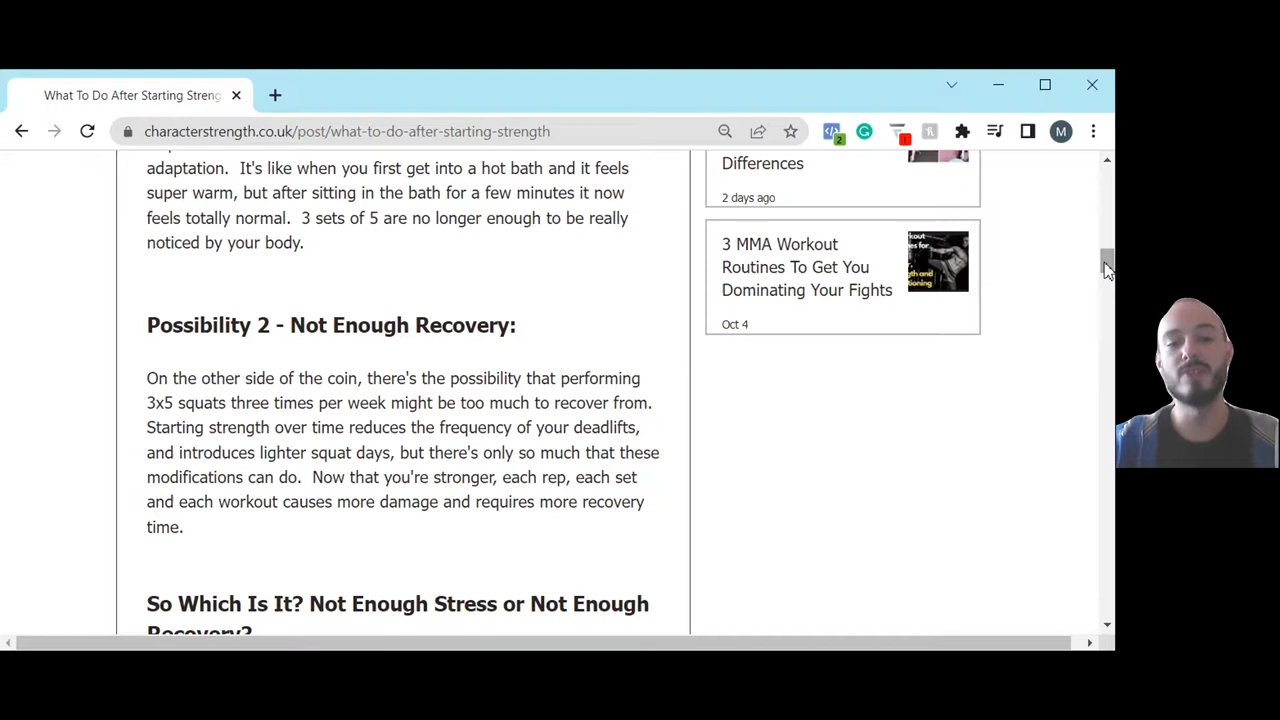 What To Do After Starting Streng
characterstrength.co.uk/post/what-to-do-after-starting-strength
2
1
M
adaptation. It's like when you first get into a hot bath and it feels
super warm, but after sitting in the bath for a few minutes it now
feels totally normal. 3 sets of 5 are no longer enough to be really
noticed by your body.
Possibility 2 - Not Enough Recovery:
On the other side of the coin, there's the possibility that performing
3x5 squats three times per week might be too much to recover from.
Starting strength over time reduces the frequency of your deadlifts,
and introduces lighter squat days, but there's only so much that these
modifications can do. Now that you're stronger, each rep, each set
and each workout causes more damage and requires more recovery
time.
So Which Is It? Not Enough Stress or Not Enough
Recovery?
Differences
2 days ago
3 MMA Workout
Routines To Get You
Dominating Your Fights
Oct 4